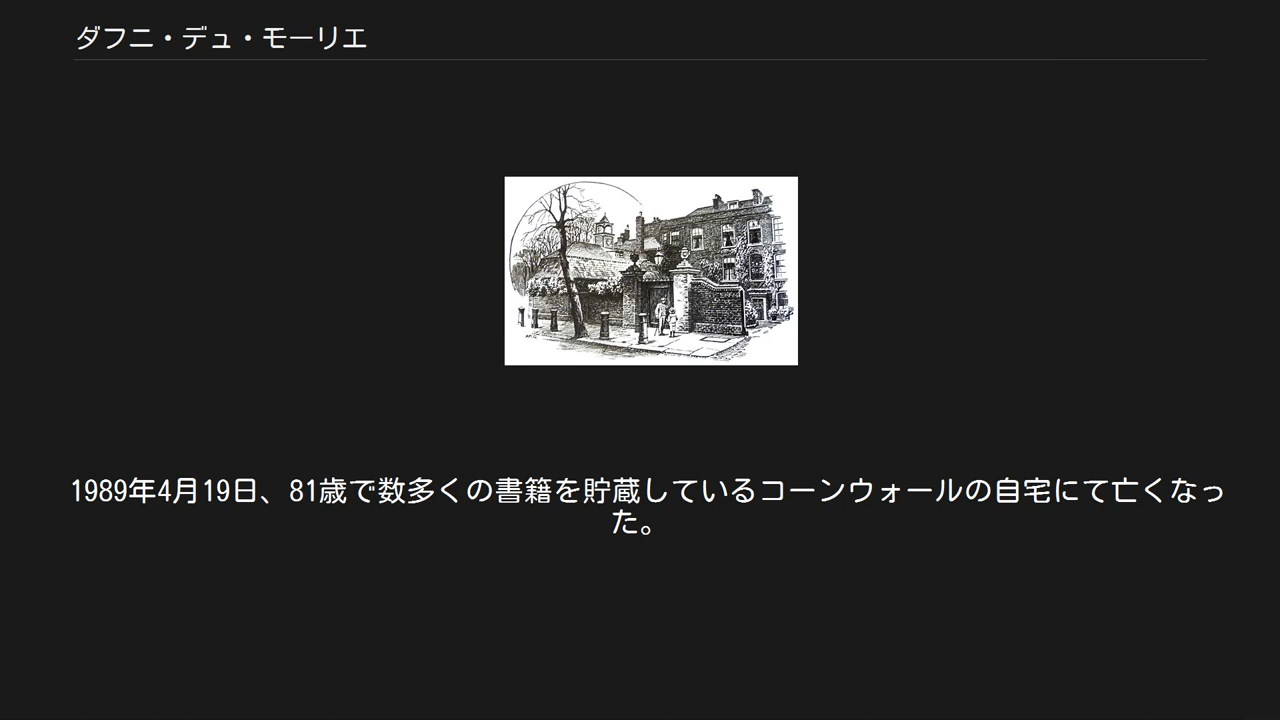 ダフニ・デュ・モーリエ
1989年4月19日、81歳で数多くの書籍を貯蔵しているコーンウォールの自宅にて亡くなっ
た。